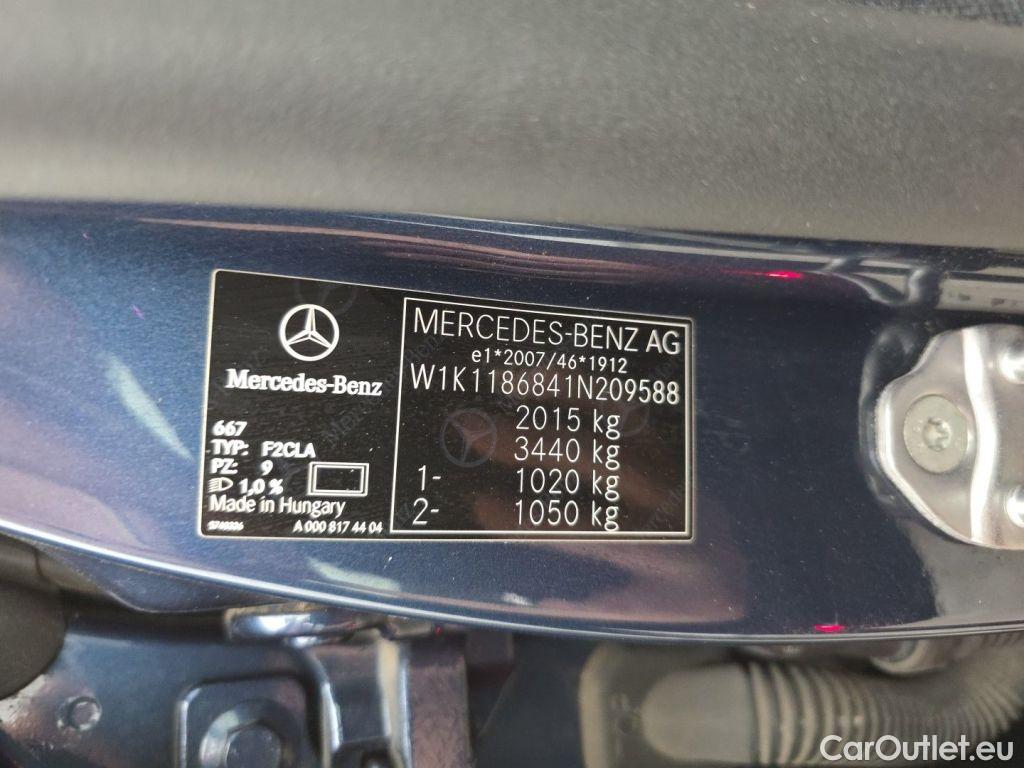 Mercedes-Benz
667
TYP: F2CLA
PZ: 9
1,0 %
Made in Hungary
A 000 817 44 04
MERCEDES-BENZ AG
e1*2007/46*1912
W1K1186841N209588
2015 kg
3440 kg
1- 1020 kg
2- 1050 kg
CarOutlet.eu